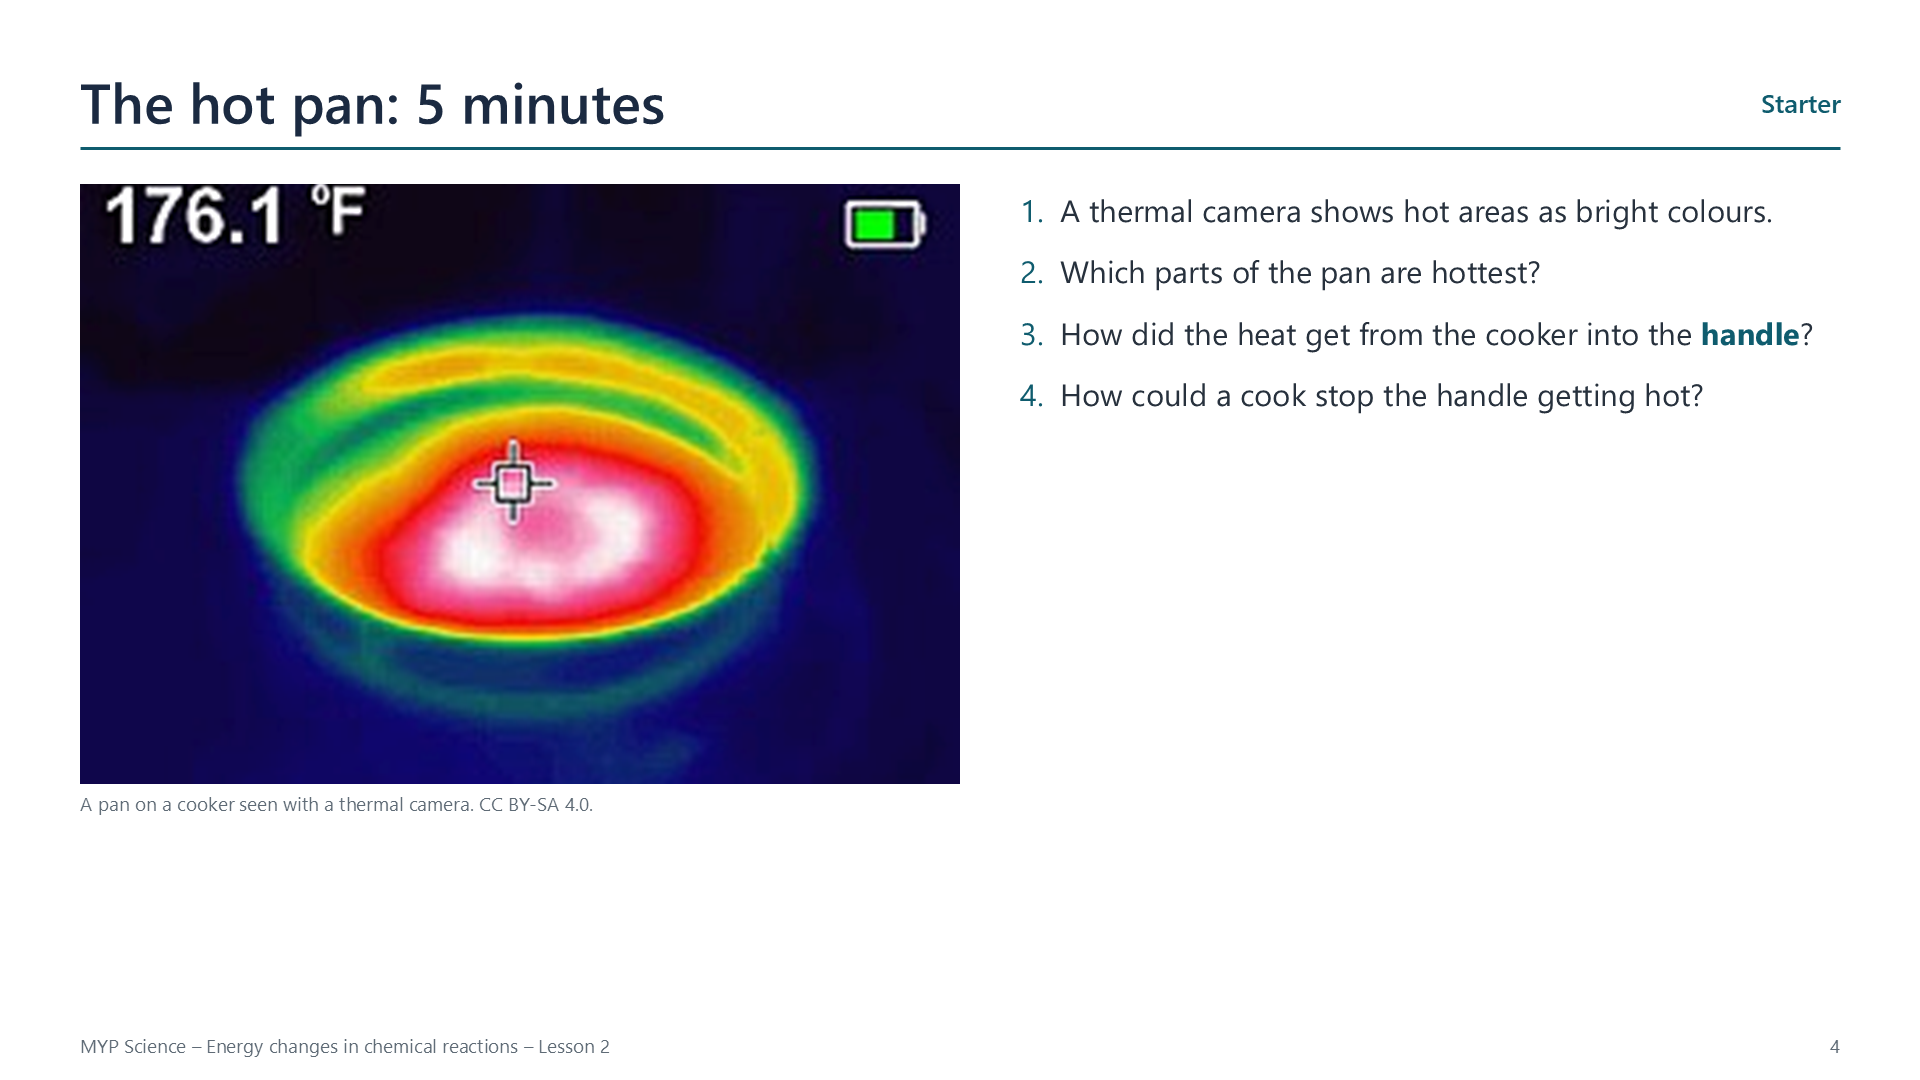 The hot pan: 5 minutes
Starter
176.1 °F
1. A thermal camera shows hot areas as bright colours.
2. Which parts of the pan are hottest?
3. How did the heat get from the cooker into the handle?
4. How could a cook stop the handle getting hot?
A pan on a cooker seen with a thermal camera. CC BY-SA 4.0.
MYP Science – Energy changes in chemical reactions – Lesson 2
4